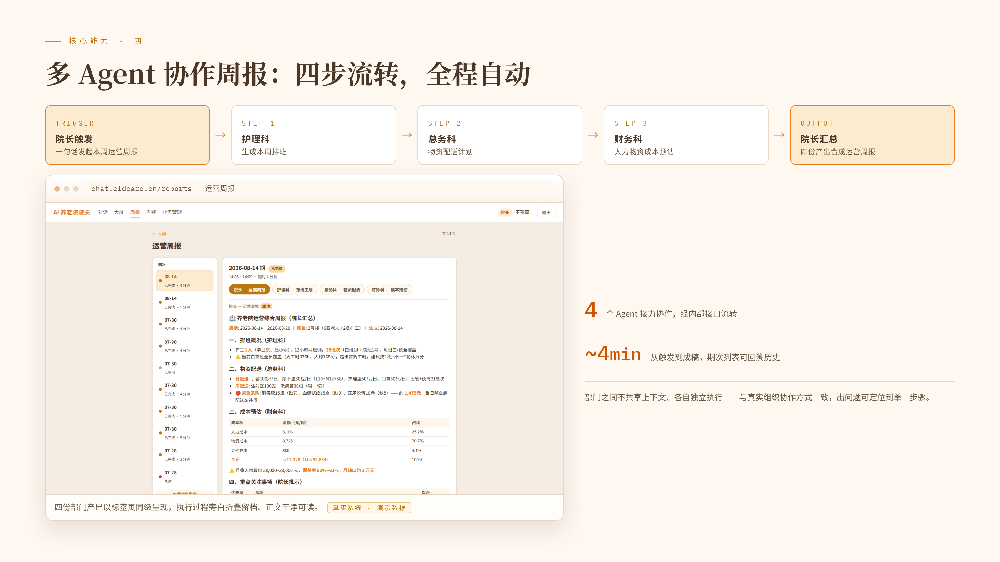 核心能力 · 四
多 Agent 协作周报：四步流转，全程自动
TRIGGER
院长触发
一句话发起本周运营周报
→
STEP 1
护理科
生成本周排班
→
STEP 2
总务科
物资配送计划
→
STEP 3
财务科
人力物资成本预估
→
OUTPUT
院长汇总
四份产出合成运营周报
chat.eldcare.cn/reports — 运营周报
AI 养老院院长 对话 大屏 周报 告警 业务管理 院长 王建国 退出
← 大屏 共 11 期
运营周报
期次
08-14
已完成 · 4 分钟
08-14
已完成 · 5 分钟
07-30
已完成 · 4 分钟
07-30
已完成 · 4 分钟
07-30
已取消
07-30
已完成 · 4 分钟
07-30
已完成 · 5 分钟
07-30
已完成 · 5 分钟
07-28
已完成 · 3 分钟
07-28
失败
2026-08-14 期 已完成
14:05 ~ 14:09 · 用时 4 分钟
院长 — 运营周报 护理科 — 排班生成 总务科 — 物资配送 财务科 — 成本预估
院长 — 运营周报 成功
🏥 养老院运营综合周报（院长汇总）
周期: 2026-08-14 ~ 2026-08-20 ｜ 覆盖: 3号楼（6名老人 / 2名护工）｜ 生成: 2026-08-14
一、排班概况（护理科）
• 护工 2人（李卫东、赵小明），12小时两班倒，28班次（白班14 + 夜班14），每日白/夜全覆盖
• ⚠️ 当前白夜班全员覆盖（周工时336h、人均168h），超出常规工时，建议按"做六休一"轮休拆分
二、物资配送（总务科）
• 日配送: 手套100只/日、尿不湿30包/日（L10+M12+S8）、护理垫50片/日、口罩50只/日、三餐+夜宵21餐次
• 周配送: 注射器100支、吸痰管30根（周一/四）
• 🔴 紧急采购: 消毒液15瓶（缺7）、血糖试纸15盒（缺9）、医用胶带10卷（缺5）—— 约 1,475元，当日随首趟
配送车补货
三、成本预估（财务科）
成本项 金额（元/周） 占比
人力成本 3,103 25.2%
物资成本 8,725 70.7%
其他成本 500 4.1%
合计 ≈12,328（月≈52,834） 100%
⚠️ 月收入估算仅 28,000~33,000 元，覆盖率 53%~62%，月缺口约 2 万元
四、重点关注事项（院长批示）
优先级 事项 指派
四份部门产出以标签页同级呈现，执行过程旁白折叠留档、正文干净可读。 真实系统 · 演示数据
4 个 Agent 接力协作，经内部接口流转
~4min 从触发到成稿，期次列表可回溯历史
部门之间不共享上下文、各自独立执行——与真实组织协作方式一致，出问题可定位到单一步骤。